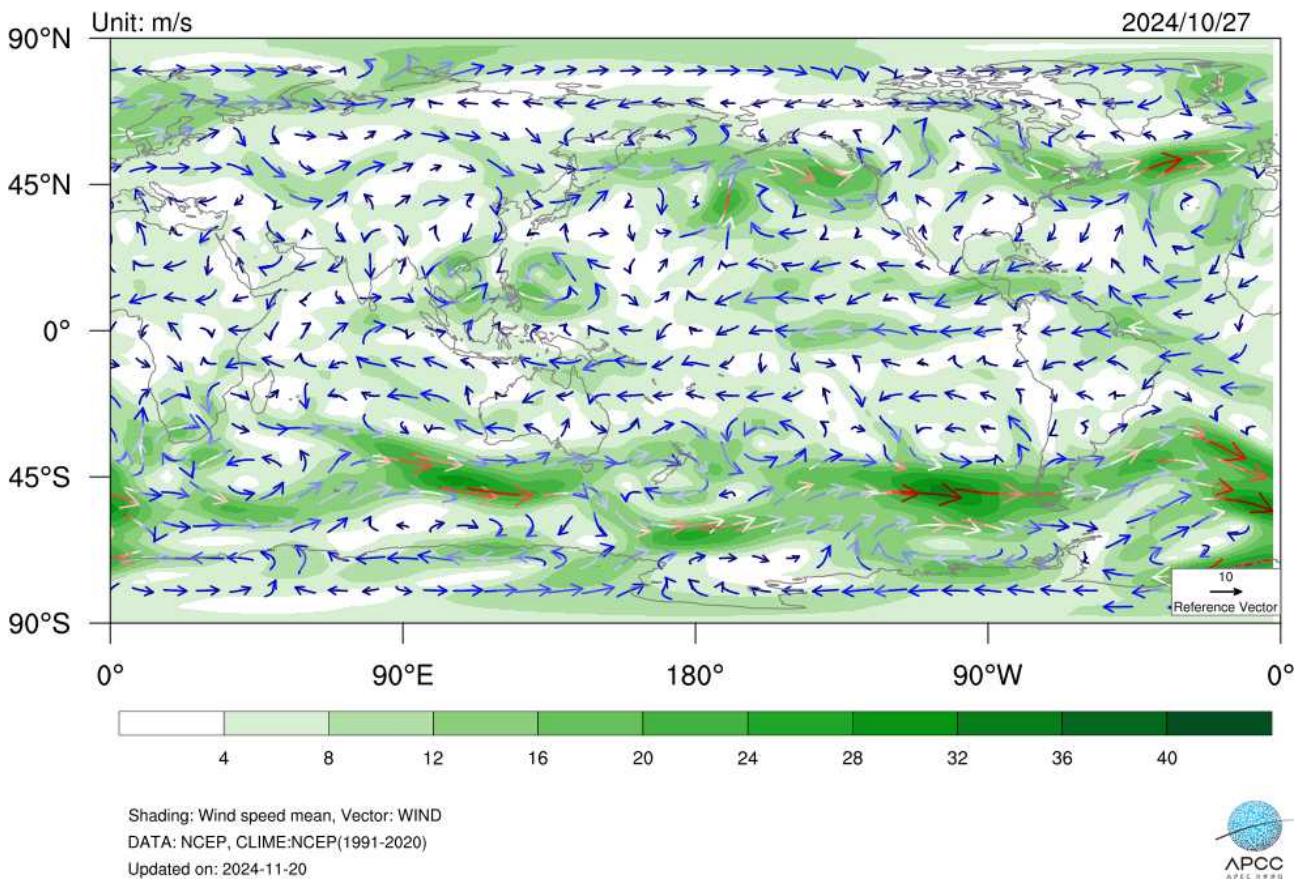 Unit: m/s 2024/10/27
90°N
45°N
0°
45°S
90°S
10
Reference Vector
0° 90°E 180° 90°W 0°
4 8 12 16 20 24 28 32 36 40
Shading: Wind speed mean, Vector: WIND
DATA: NCEP, CLIME:NCEP(1991-2020)
Updated on: 2024-11-20
APCC